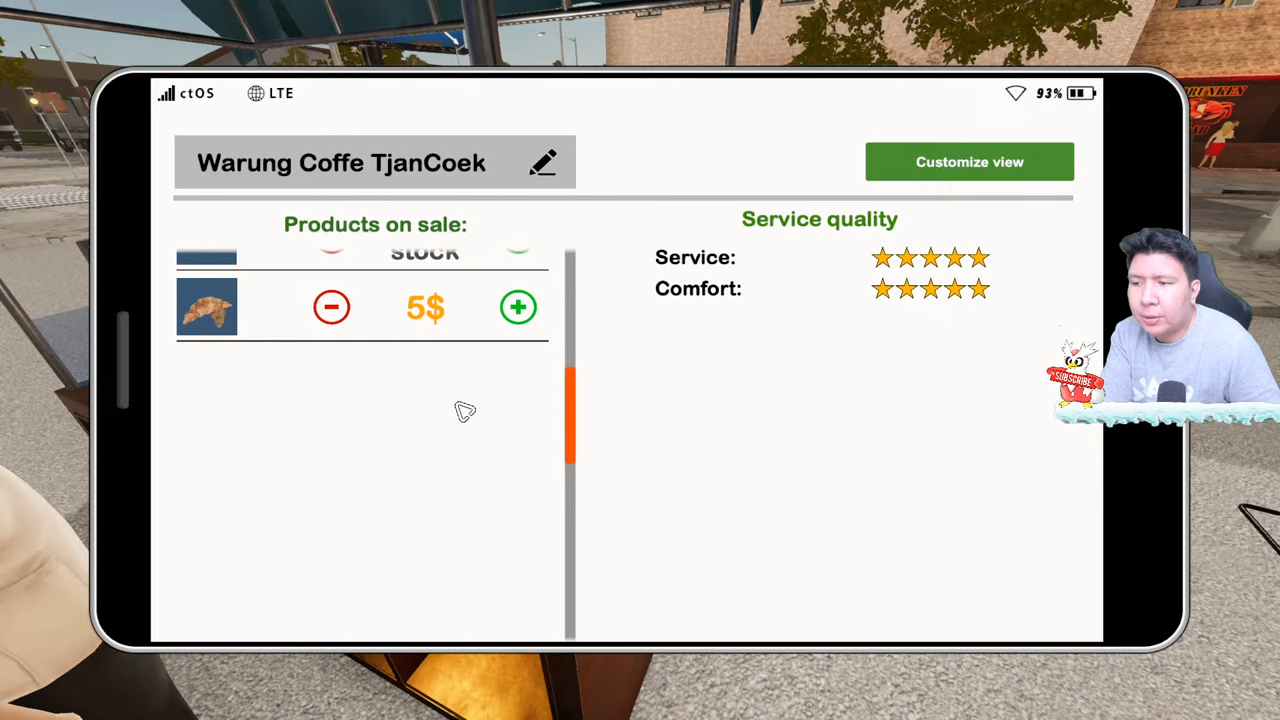 ctOS LTE 93%
Warung Coffe TjanCoek
Customize view
Products on sale:
Service quality
stock
Service:
Comfort:
5$
SUBSCRIBE